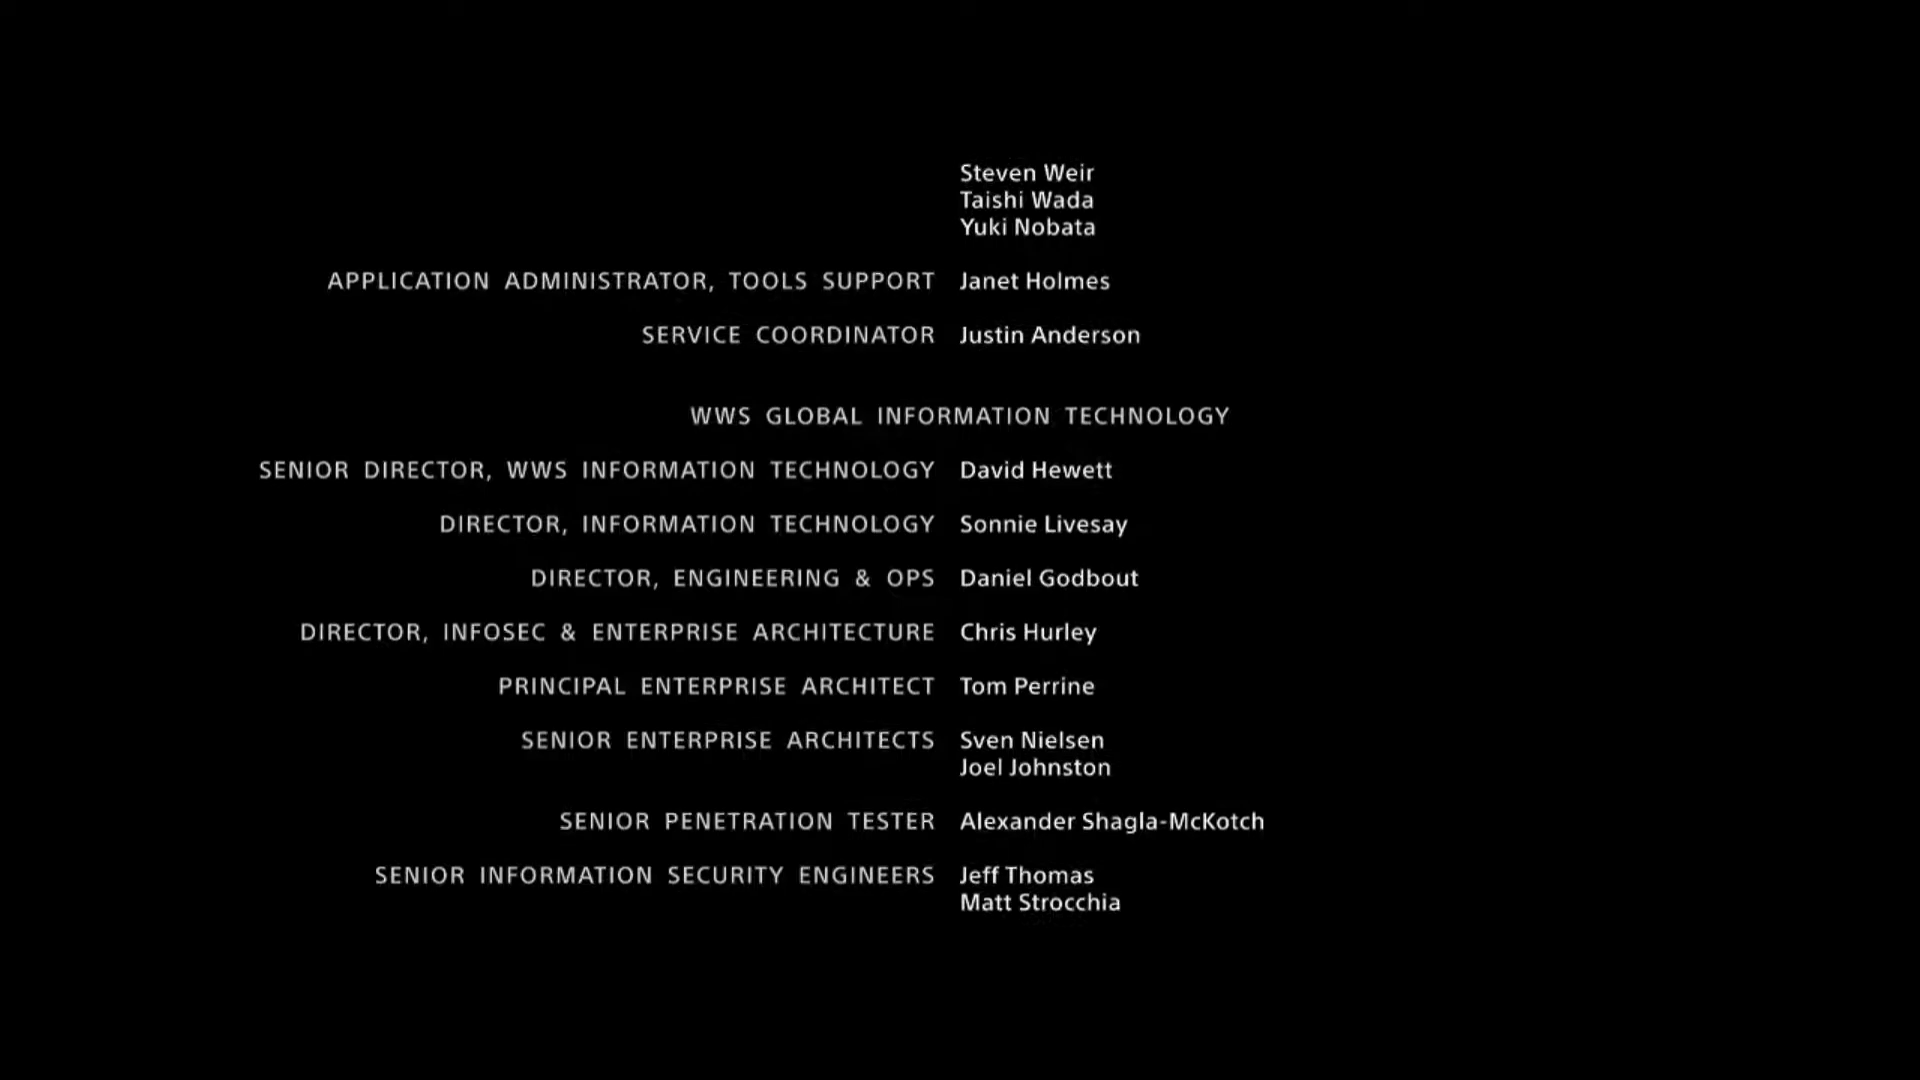 Steven Weir
Taishi Wada
Yuki Nobata
APPLICATION ADMINISTRATOR, TOOLS SUPPORT Janet Holmes
SERVICE COORDINATOR Justin Anderson
WWS GLOBAL INFORMATION TECHNOLOGY
SENIOR DIRECTOR, WWS INFORMATION TECHNOLOGY David Hewett
DIRECTOR, INFORMATION TECHNOLOGY Sonnie Livesay
DIRECTOR, ENGINEERING & OPS Daniel Godbout
DIRECTOR, INFOSEC & ENTERPRISE ARCHITECTURE Chris Hurley
PRINCIPAL ENTERPRISE ARCHITECT Tom Perrine
SENIOR ENTERPRISE ARCHITECTS Sven Nielsen
Joel Johnston
SENIOR PENETRATION TESTER Alexander Shagla-McKotch
SENIOR INFORMATION SECURITY ENGINEERS Jeff Thomas
Matt Strocchia